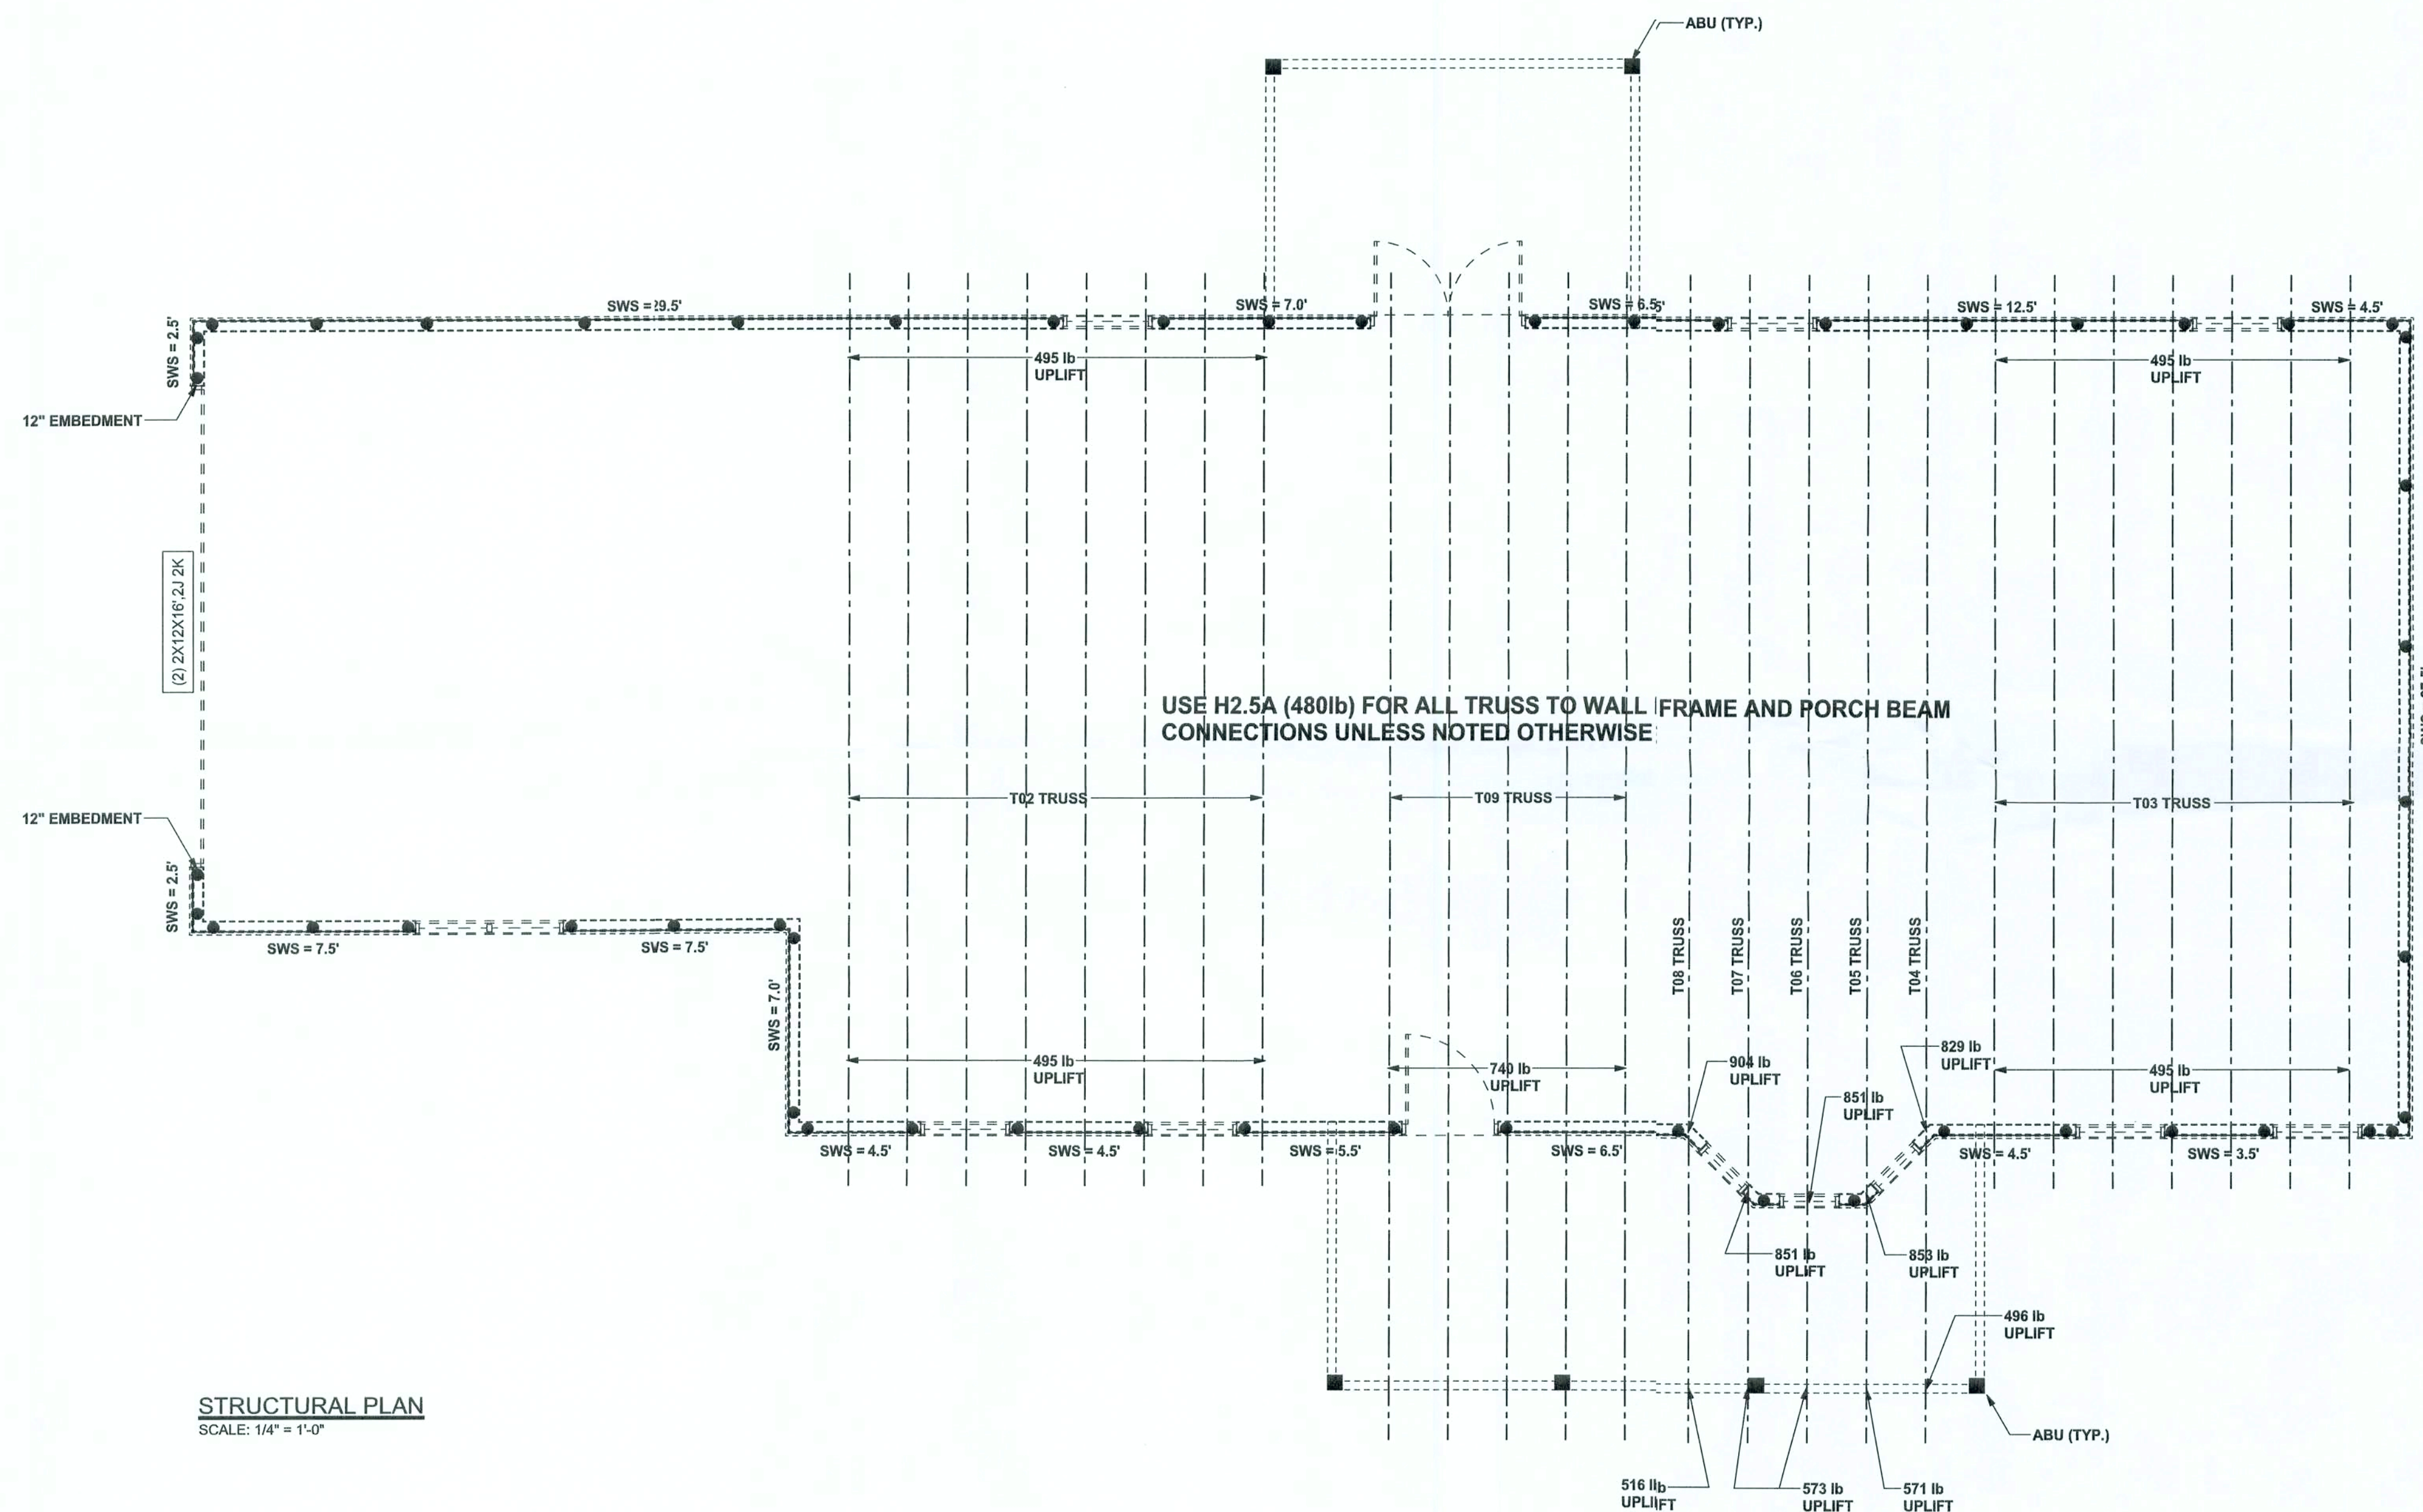 ABU (TYP.)
SWS = 29.5'
SWS = 7.0'
SWS = 6.5'
SWS = 12.5'
SWS = 4.5'
SWS = 2.5'
495 lb
UPLIFT
495 lb
UPLIFT
12" EMBEDMENT
(2) 2X12X16',2J 2K
USE H2.5A (480lb) FOR ALL TRUSS TO WALL FRAME AND PORCH BEAM
CONNECTIONS UNLESS NOTED OTHERWISE
T02 TRUSS
T09 TRUSS
T03 TRUSS
12" EMBEDMENT
SWS = 2.5'
SWS = 7.5'
SWS = 7.5'
SWS = 7.0'
T08 TRUSS
T07 TRUSS
T06 TRUSS
T05 TRUSS
T04 TRUSS
495 lb
UPLIFT
740 lb
UPLIFT
904 lb
UPLIFT
851 lb
UPLIFT
829 lb
UPLIFT
495 lb
UPLIFT
SWS = 4.5'
SWS = 4.5'
SWS = 5.5'
SWS = 6.5'
SWS = 4.5'
SWS = 3.5'
851 lb
UPLIFT
853 lb
UPLIFT
496 lb
UPLIFT
STRUCTURAL PLAN
SCALE: 1/4" = 1'-0"
ABU (TYP.)
516 lb
UPLIFT
573 lb
UPLIFT
571 lb
UPLIFT